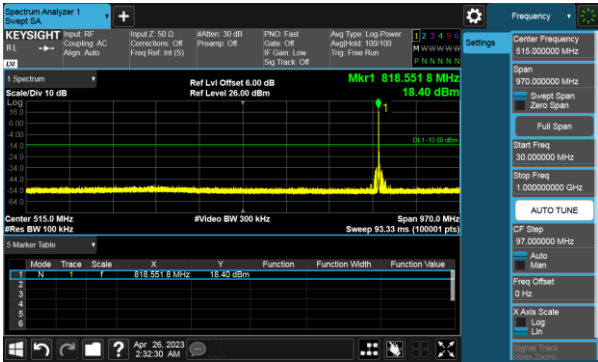 Spectrum Analyzer 1
Swept SA
KEYSIGHT
RL
Input: RF
Coupling: AC
Align: Auto
Input Z: 50 Ω
Corrections: Off
Freq Ref: Int (S)
#Atten: 30 dB
Preamp: Off
PNO: Fast
Gate: Off
IF Gain: Low
Sig Track: Off
Avg Type: Log-Power
Avg|Hold: 100/100
Trig: Free Run
1 2 3 4 5 6
M W W W W W
P N N N N N
1 Spectrum
Scale/Div 10 dB
Ref Lvl Offset 6.00 dB
Ref Level 26.00 dBm
Mkr1 818.551 8 MHz
18.40 dBm
Log
16.0
6.00
-4.00
-14.0
-24.0
-34.0
-44.0
-54.0
-64.0
1
DL1 -13.00 dBm
Center 515.0 MHz
#Res BW 100 kHz
#Video BW 300 kHz
Span 970.0 MHz
Sweep 93.33 ms (100001 pts)
5 Marker Table
Mode Trace Scale X Y Function Function Width Function Value
1 N 1 f 818.551 8 MHz 18.40 dBm
2
3
4
5
6
Apr 26, 2023
2:32:30 AM
Frequency
Settings
Center Frequency
515.000000 MHz
Span
970.000000 MHz
Swept Span
Zero Span
Full Span
Start Freq
30.000000 MHz
Stop Freq
1.000000000 GHz
AUTO TUNE
CF Step
97.000000 MHz
Auto
Man
Freq Offset
0 Hz
X Axis Scale
Log
Lin
Signal Track
(Span Zoom)